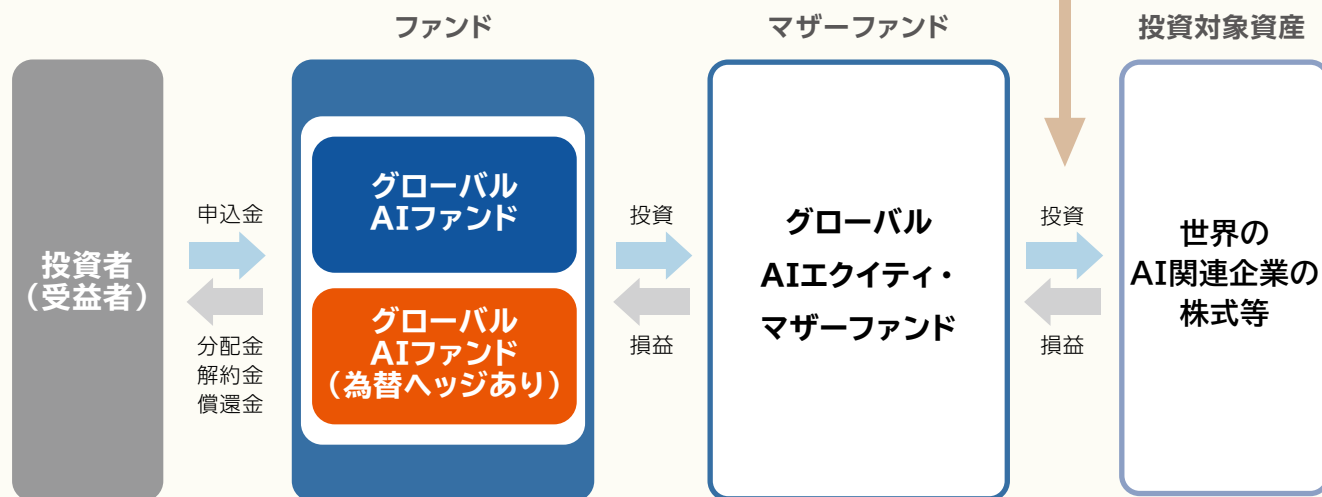 ファンド
マザーファンド
投資対象資産
投資者
（受益者）
申込金
分配金
解約金
償還金
グローバル
AIファンド
グローバル
AIファンド
（為替ヘッジあり）
投資
損益
グローバル
AIエクイティ・
マザーファンド
投資
損益
世界の
AI関連企業の
株式等